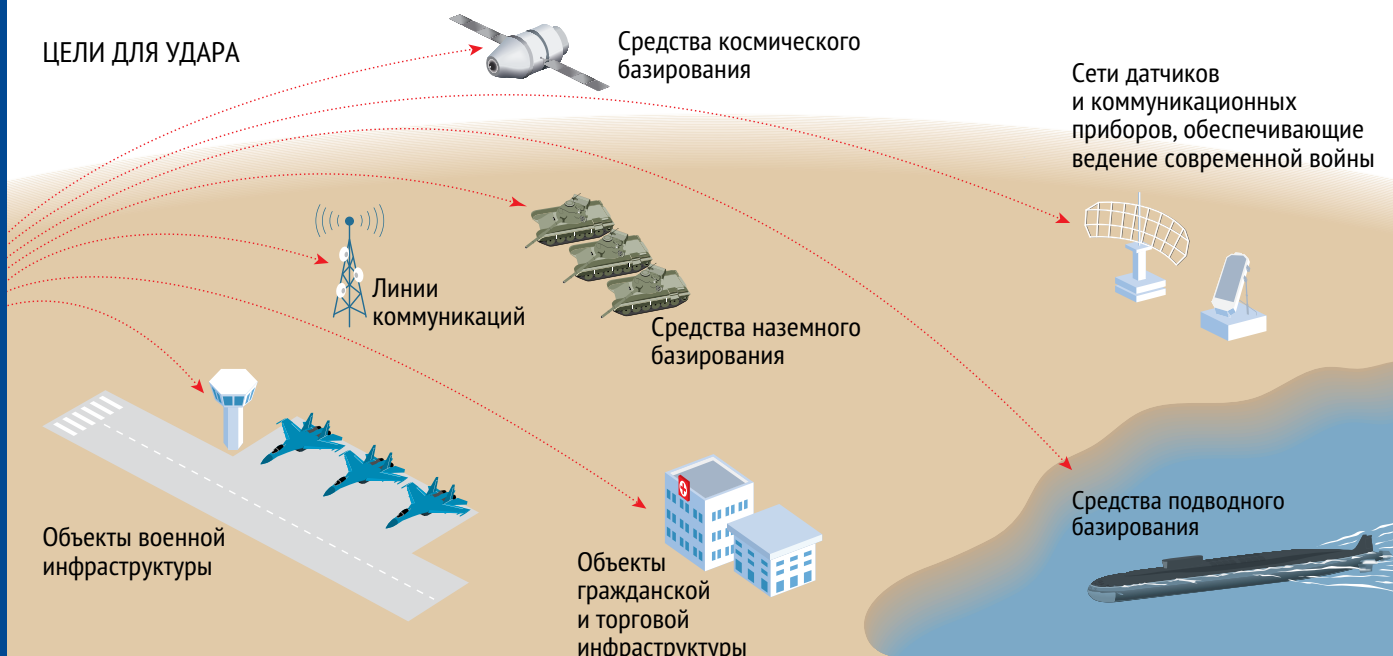 ЦЕЛИ ДЛЯ УДАРА
Средства космического
базирования
Сети датчиков
и коммуникационных
приборов, обеспечивающие
ведение современной войны
Линии
коммуникаций
Средства наземного
базирования
Объекты военной
инфраструктуры
Объекты
гражданской
и торговой
инфраструктуры
Средства подводного
базирования